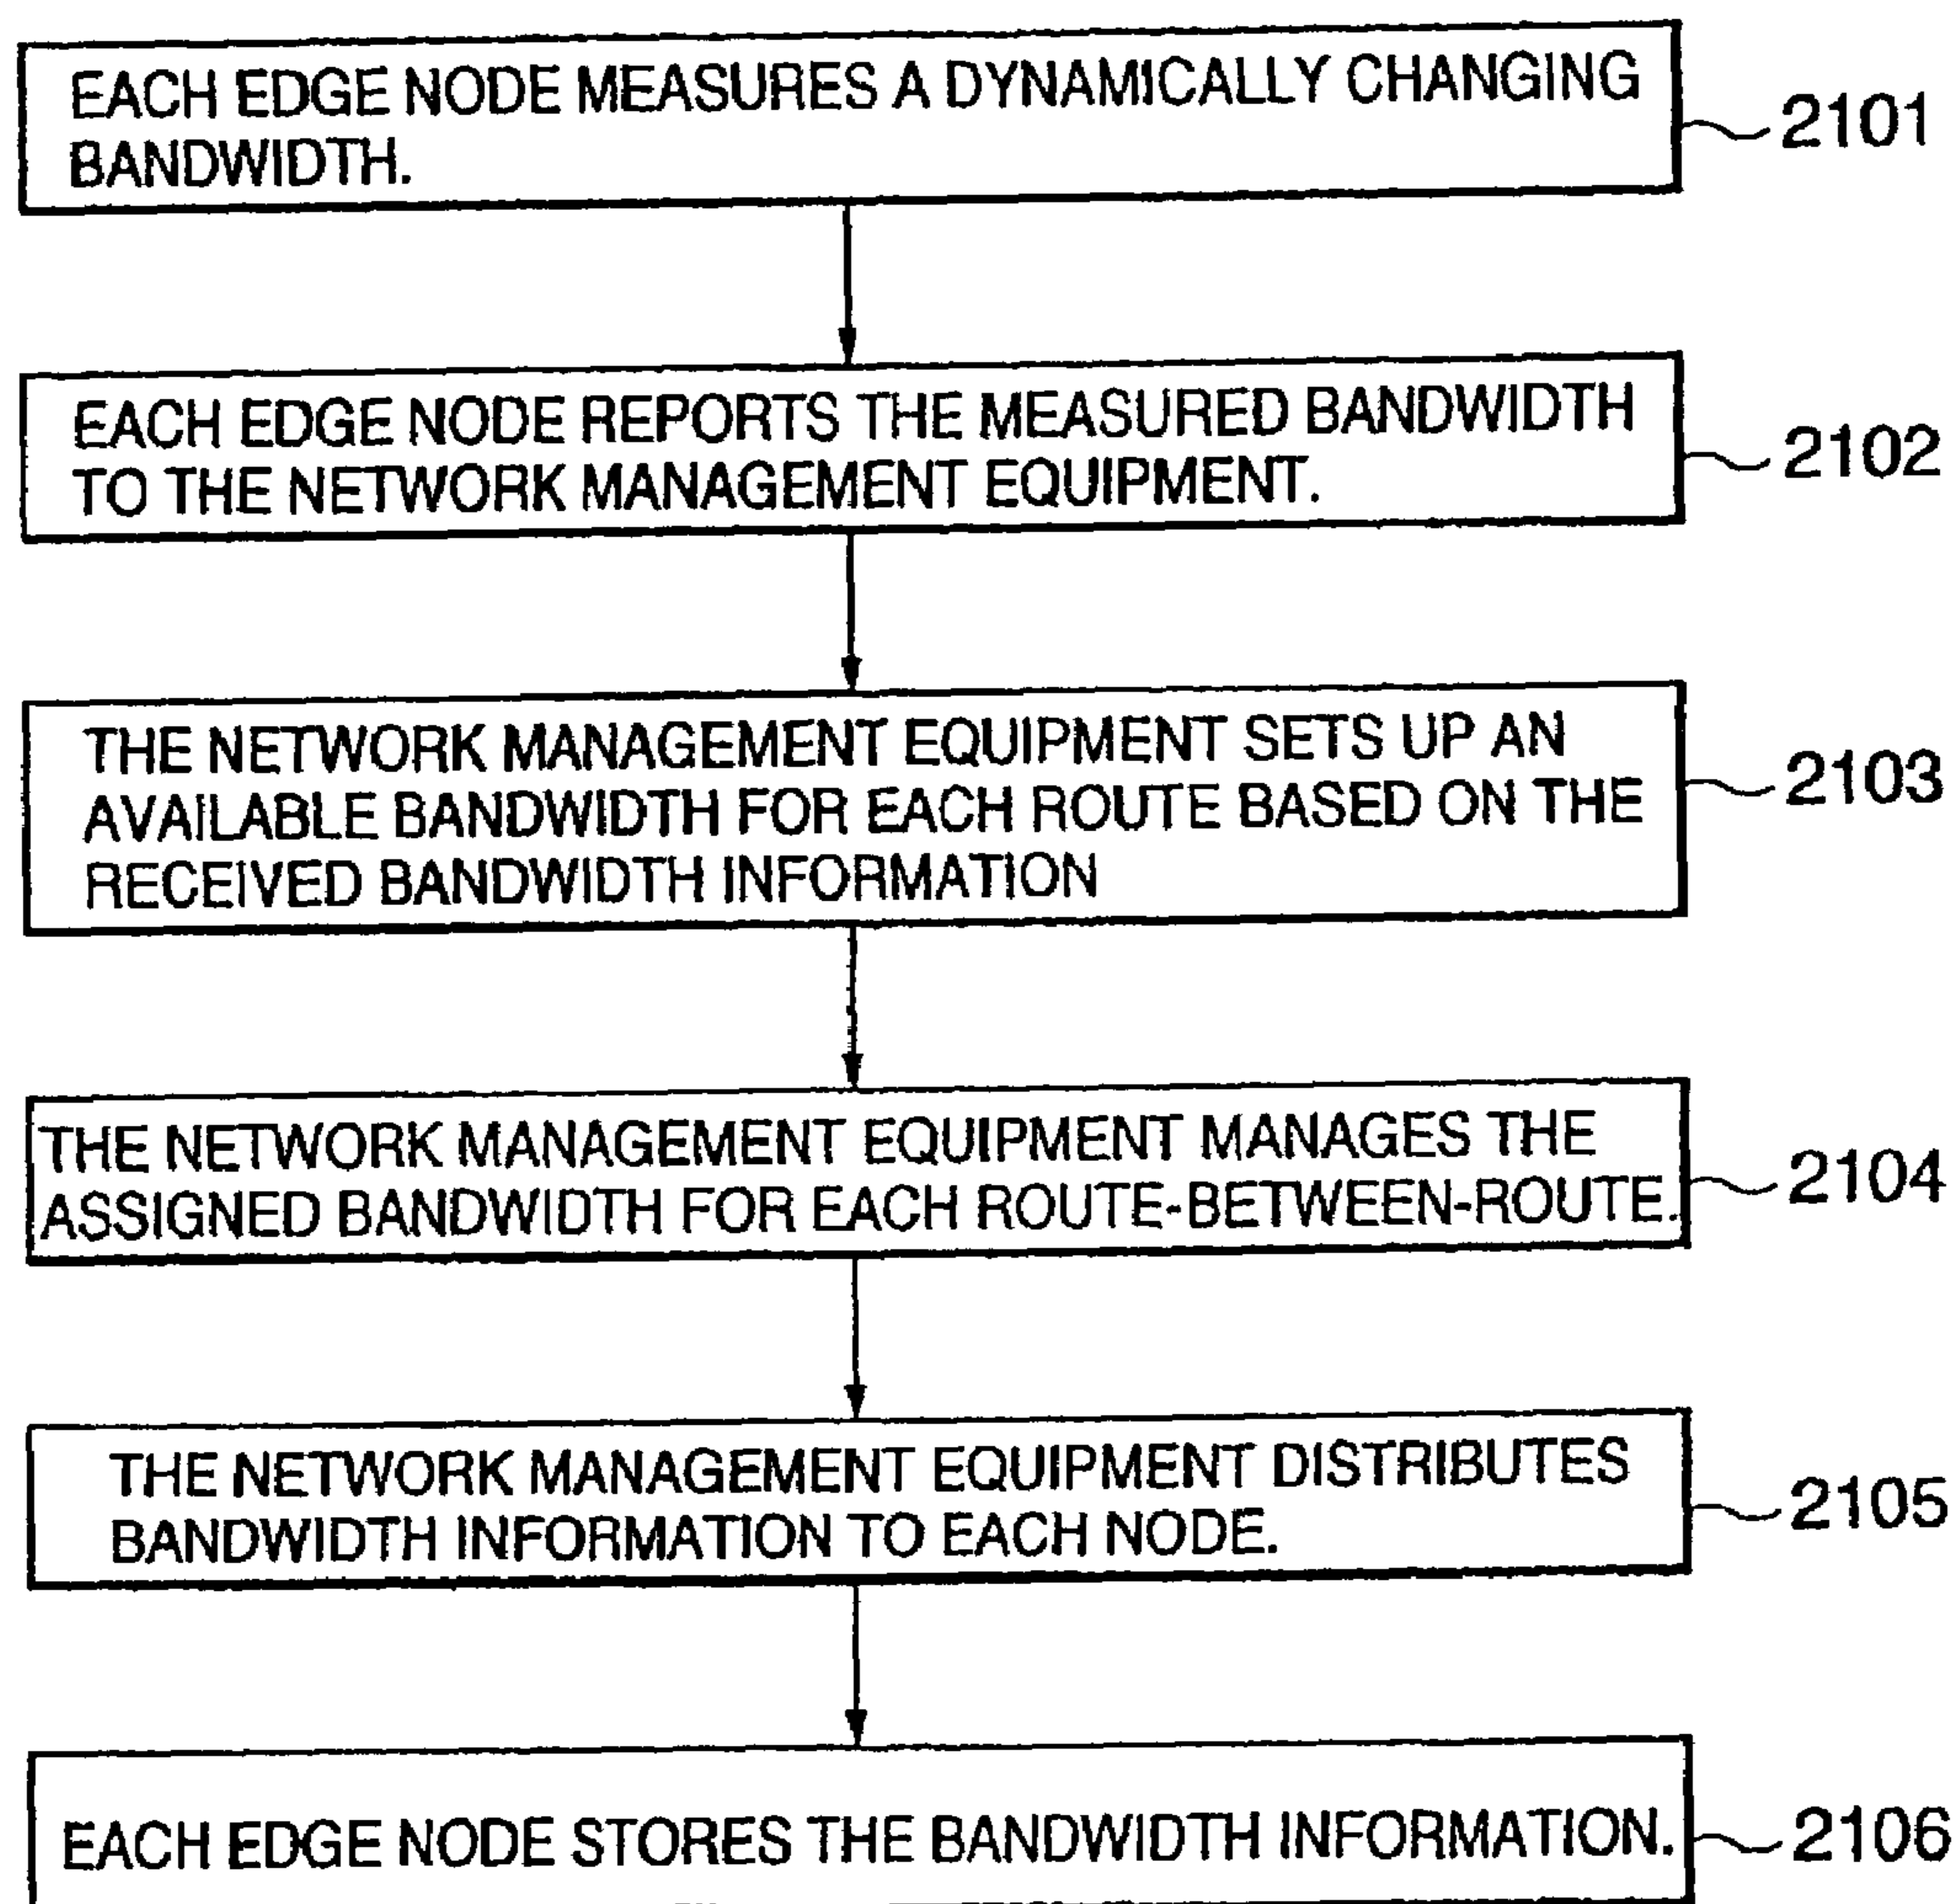 EACH EDGE NODE MEASURES A DYNAMICALLY CHANGING
BANDWIDTH.
2101
EACH EDGE NODE REPORTS THE MEASURED BANDWIDTH
TO THE NETWORK MANAGEMENT EQUIPMENT.
2102
THE NETWORK MANAGEMENT EQUIPMENT SETS UP AN
AVAILABLE BANDWIDTH FOR EACH ROUTE BASED ON THE
RECEIVED BANDWIDTH INFORMATION
2103
THE NETWORK MANAGEMENT EQUIPMENT MANAGES THE
ASSIGNED BANDWIDTH FOR EACH ROUTE-BETWEEN-ROUTE.
2104
THE NETWORK MANAGEMENT EQUIPMENT DISTRIBUTES
BANDWIDTH INFORMATION TO EACH NODE.
2105
EACH EDGE NODE STORES THE BANDWIDTH INFORMATION.
2106